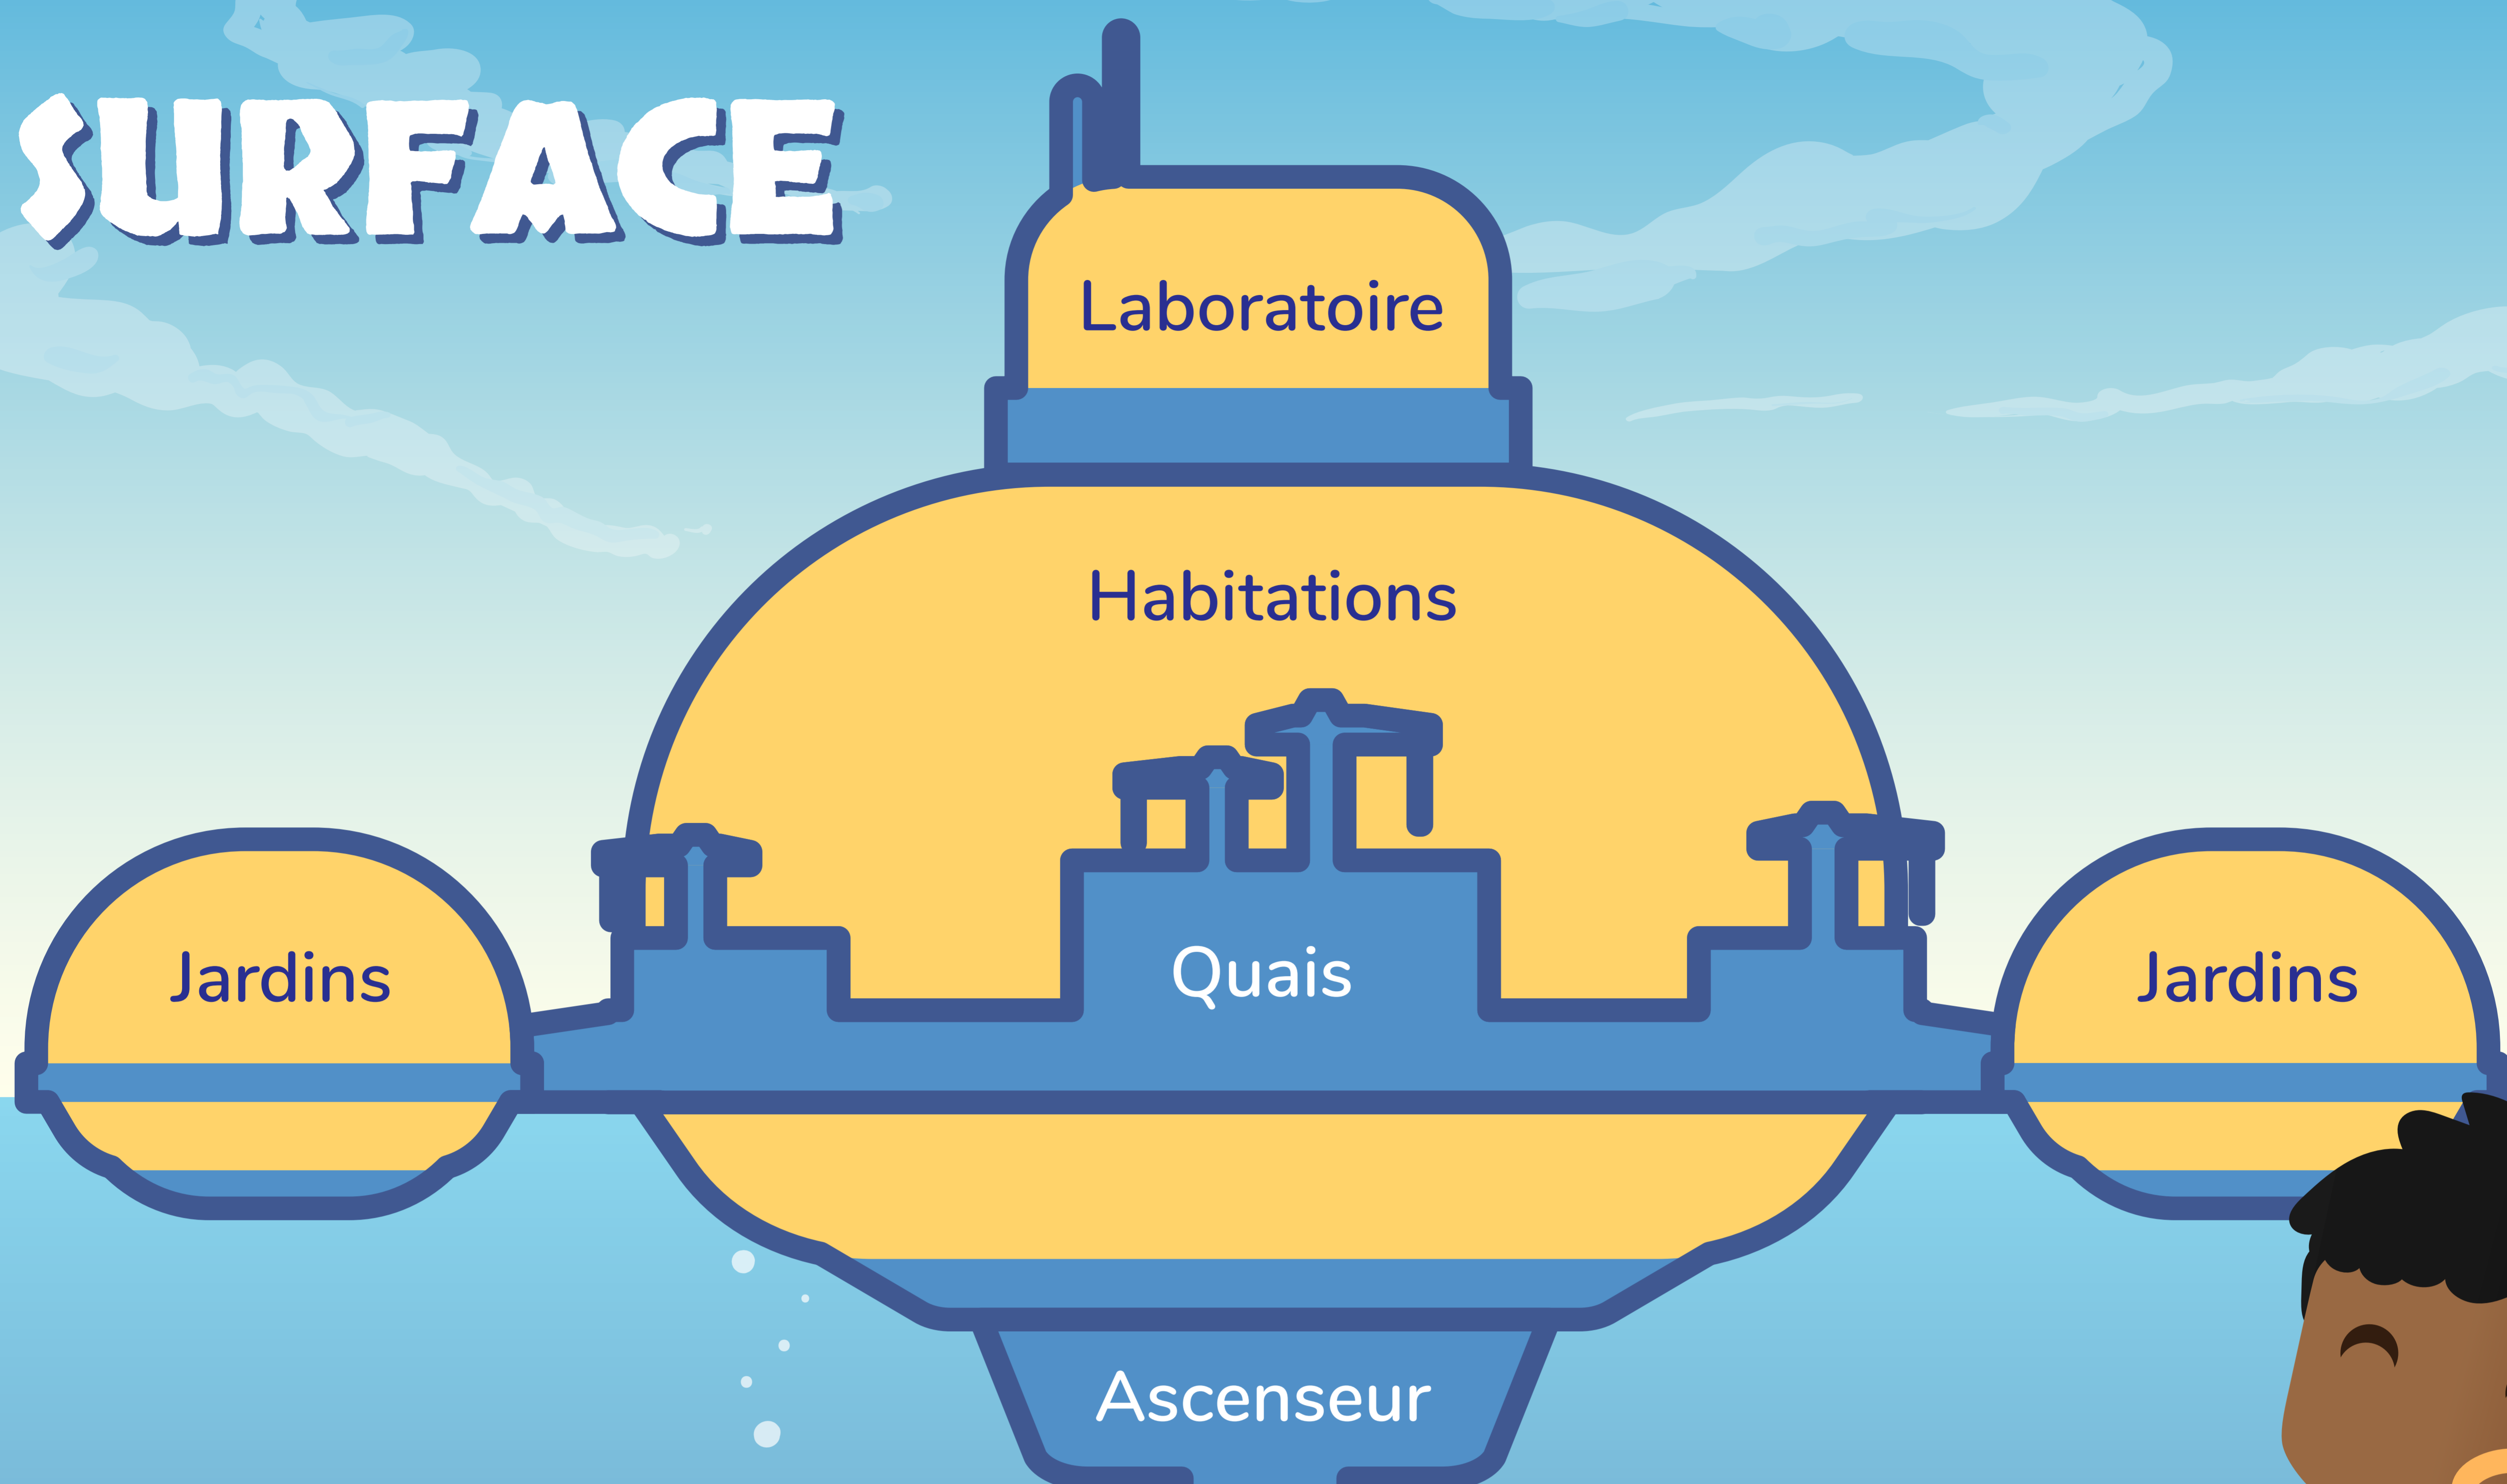 SURFACE
Laboratoire
Habitations
Quais
Jardins
Jardins
Ascenseur